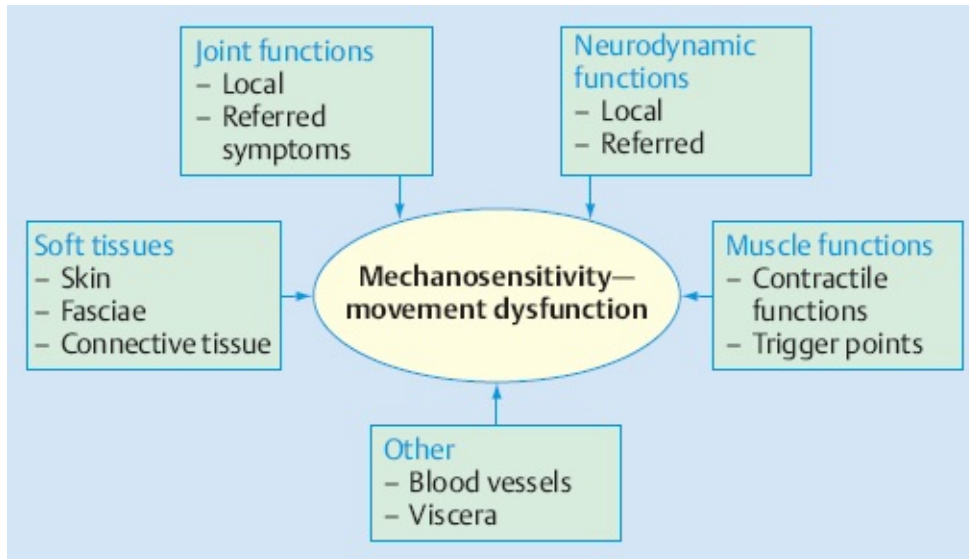 Joint functions
– Local
– Referred
symptoms
Neurodynamic
functions
– Local
– Referred
Soft tissues
– Skin
– Fasciae
– Connective tissue
Mechanosensitivity—
movement dysfunction
Muscle functions
– Contractile
functions
– Trigger points
Other
– Blood vessels
– Viscera